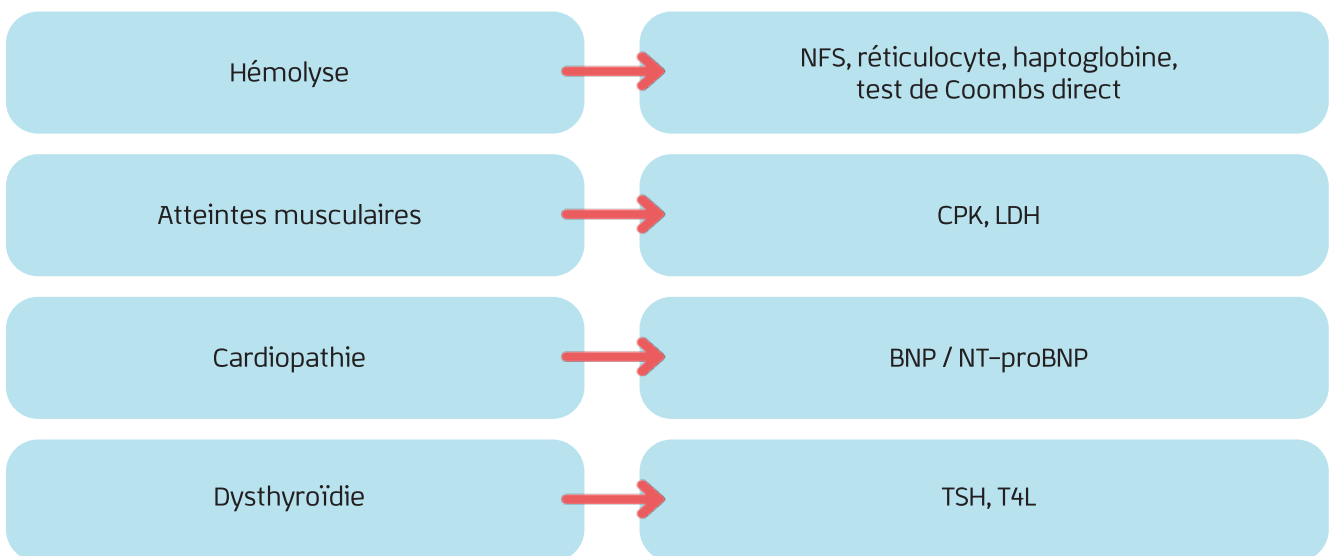 Hémolyse
NFS, réticulocyte, haptoglobine,
test de Coombs direct
Atteintes musculaires
CPK, LDH
Cardiopathie
BNP / NT-proBNP
Dysthyroïdie
TSH, T4L